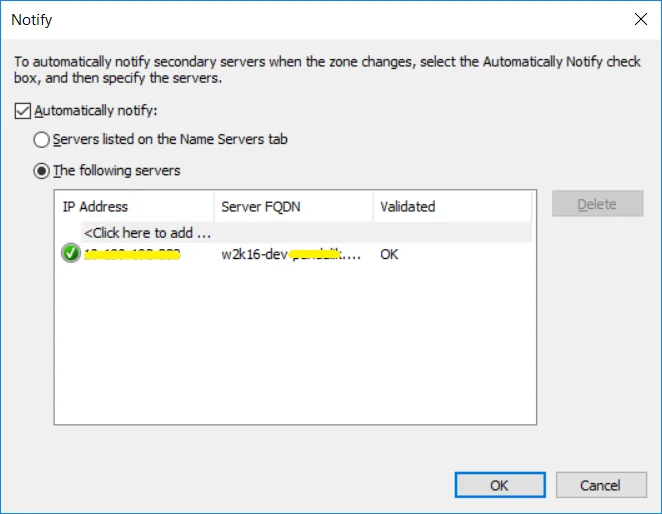 Notify
To automatically notify secondary servers when the zone changes, select the Automatically Notify check
box, and then specify the servers.
Automatically notify:
Servers listed on the Name Servers tab
The following servers
IP Address Server FQDN Validated
Delete
<Click here to add ...
w2k16-dev .... OK
OK Cancel